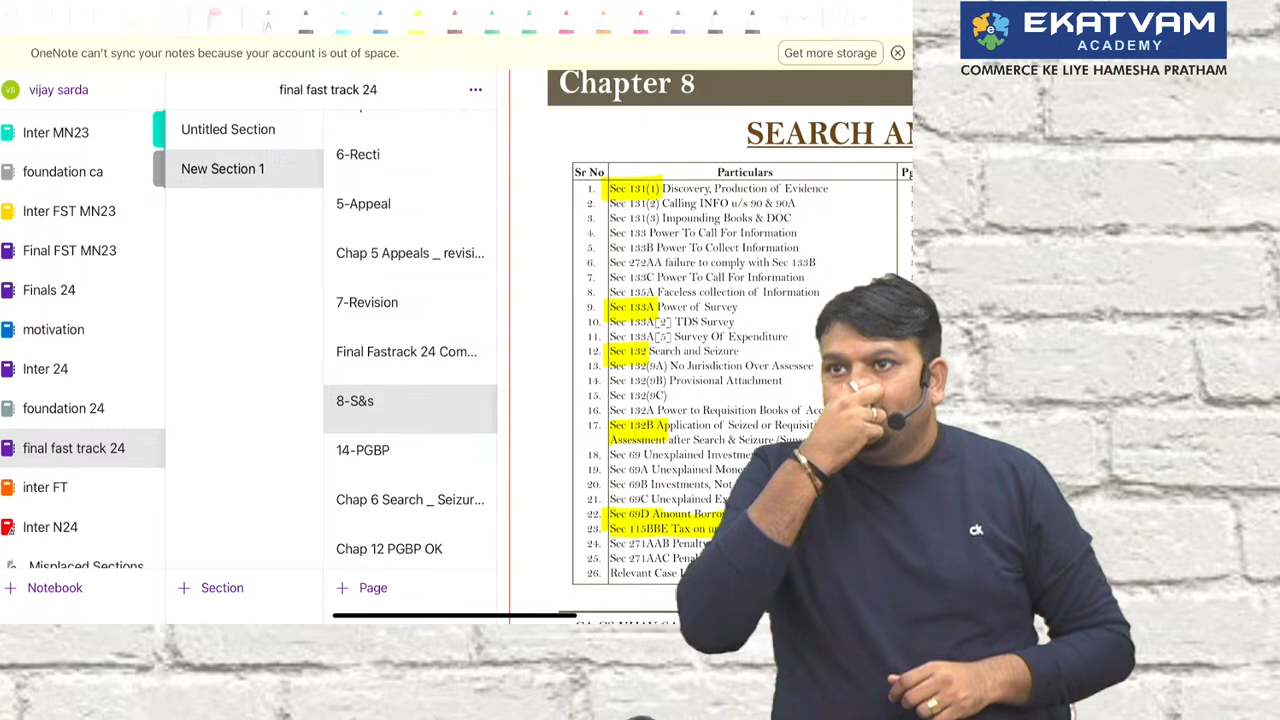 EKATVAM
ACADEMY
COMMERCE KE LIYE HAMESHA PRATHAM
OneNote can't sync your notes because your account is out of space.
Get more storage
VS
vijay sarda
final fast track 24
Inter MN23
foundation ca
Inter FST MN23
Final FST MN23
Finals 24
motivation
Inter 24
foundation 24
final fast track 24
inter FT
Inter N24
Misplaced Sections
+ Notebook
Untitled Section
New Section 1
+ Section
6-Recti
5-Appeal
Chap 5 Appeals _ revisi...
7-Revision
Final Fastrack 24 Com...
8-S&s
14-PGBP
Chap 6 Search _ Seizur...
Chap 12 PGBP OK
+ Page
Chapter 8
SEARCH
Sr No Particulars
1. Sec 131(1) Discovery, Production of Evidence
2. Sec 131(2) Calling INFO u/s 90 & 90A
3. Sec 131(3) Impounding Books & DOC
4. Sec 133 Power To Call For Information
5. Sec 133B Power To Collect Information
6. Sec 272AA failure to comply with Sec 133B
7. Sec 133C Power To Call For Information
8. Sec 135A Faceless collection of Information
9. Sec 133A Power of Survey
10. Sec 133A[2] TDS Survey
11. Sec 133A[5] Survey Of Expenditure
12. Sec 132 Search and Seizure
13. Sec 132(9A) No Jurisdiction Over Assessee
14. Sec 132(9B) Provisional Attachment
15. Sec 132(9C)
16. Sec 132A Power to Requisition Books of
17. Sec 132B Application of Seized or
Assessment after Search & Seizure
18. Sec 69 Unexplained
19. Sec 69A Unexplained
20. Sec 69B Investments, Not
21. Sec 69C Unexplained
22. Sec 69D Amount
23. Sec 115BBE Tax on
24. Sec 271AAB
25. Sec 271AAC
26. Relevant Case